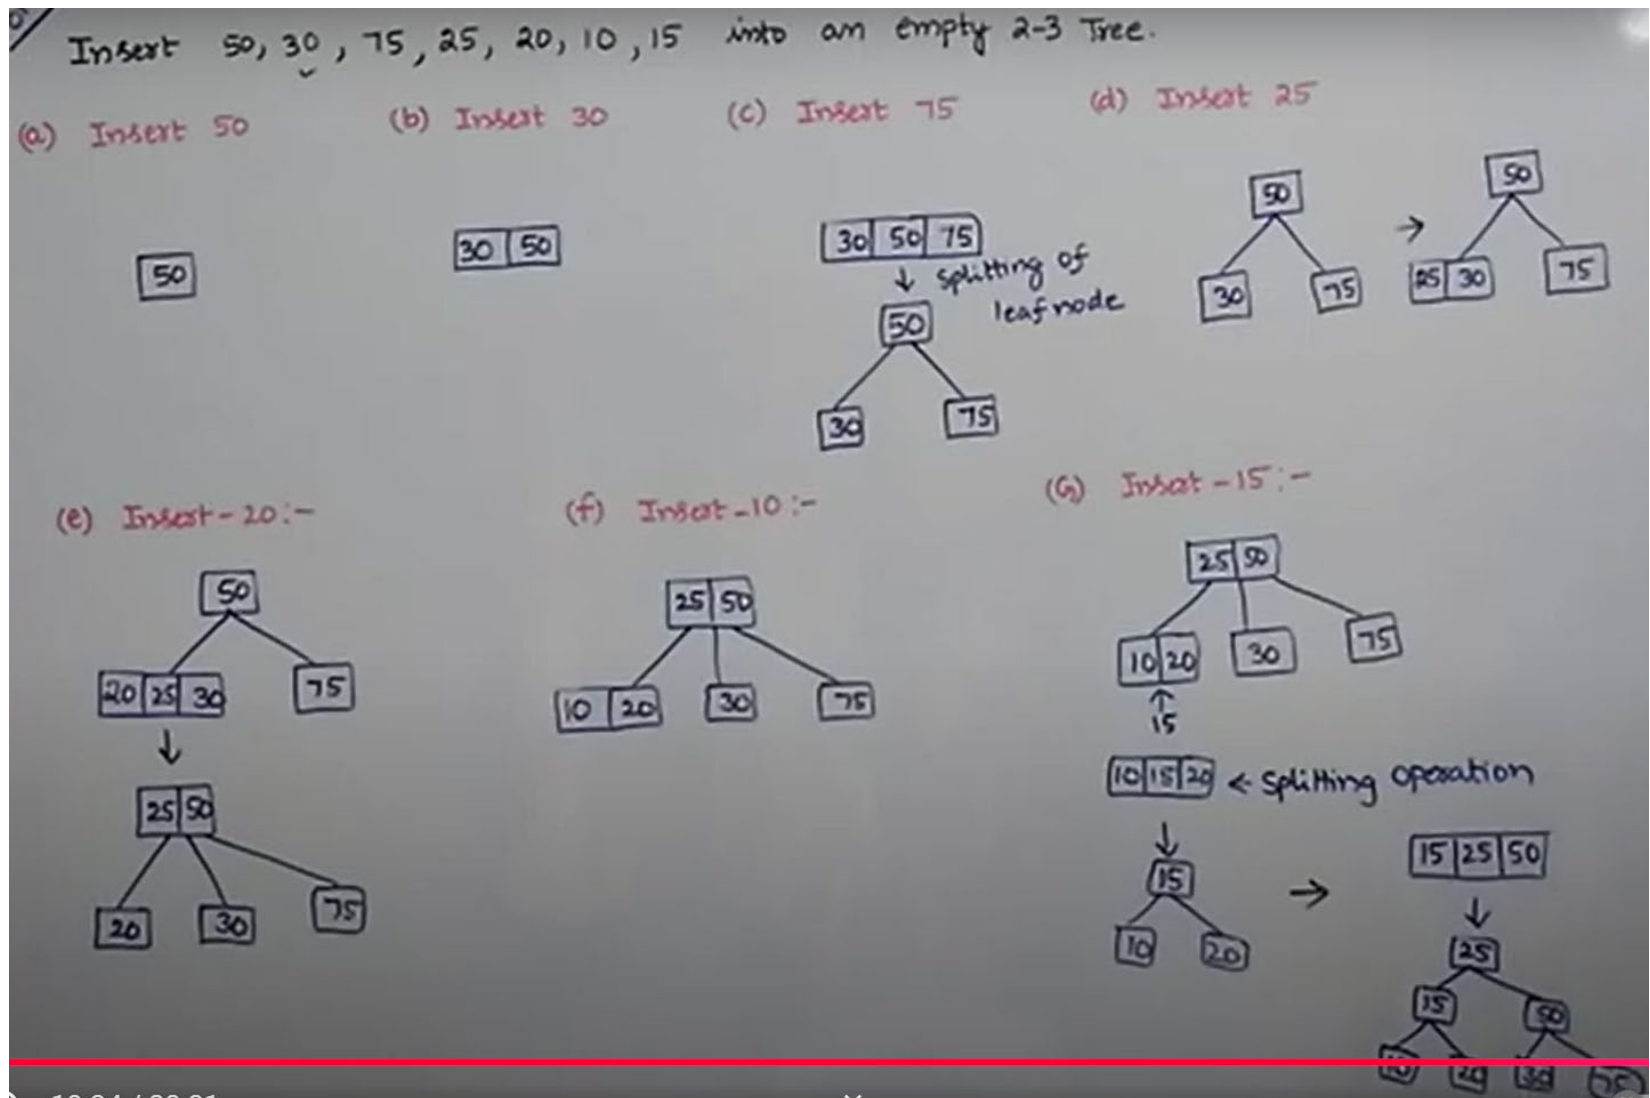 Insert 50, 30, 75, 25, 20, 10, 15 into an empty 2-3 Tree.
(a) Insert 50
50
(b) Insert 30
30 50
(c) Insert 75
30 50 75
↓ Splitting of
leaf node
50
30 75
(d) Insert 25
50
30 75
→
50
25 30 75
(e) Insert-20:-
50
20 25 30 75
↓
25 50
20 30 75
(f) Insert-10:-
25 50
10 20 30 75
(G) Insert-15:-
25 50
10 20 30 75
↑
15
10 15 20 ← Splitting operation
↓
15
10 20
→
15 25 50
↓
25
15 50
10 20 30 75